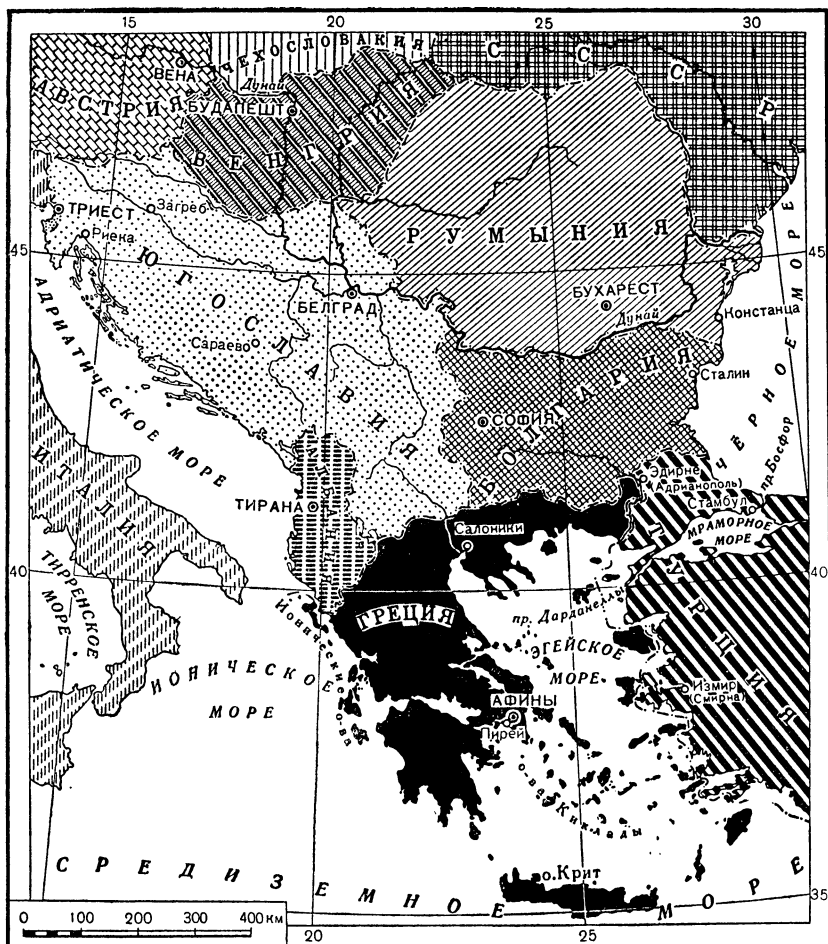 15
20
25
30
ЧЕХОСЛОВАКИЯ
СССР
ВЕНА
АВСТРИЯ
Дунай
БУДАПЕШТ
ВЕНГРИЯ
ТРИЕСТ
Загреб
Риека
РУМЫНИЯ
45
45
ЮГОСЛАВИЯ
БЕЛГРАД
БУХАРЕСТ
Дунай
Констанца
АДРИАТИЧЕСКОЕ МОРЕ
Сараево
Сталин
ЧЁРНОЕ МОРЕ
БОЛГАРИЯ
СОФИЯ
пр. Босфор
ИТАЛИЯ
АЛБАНИЯ
ТИРАНА
Эдирне
(Адрианополь)
Стамбул
МРАМОРНОЕ
МОРЕ
Салоники
ТУРЦИЯ
40
40
ТИРРЕНСКОЕ
МОРЕ
ГРЕЦИЯ
пр. Дарданеллы
Ионические о-ва
ЭГЕЙСКОЕ
МОРЕ
ИОНИЧЕСКОЕ
МОРЕ
АФИНЫ
Пирей
Измир
(Смирна)
о-ва Киклады
о. Крит
СРЕДИЗЕМНОЕ МОРЕ
35
0 100 200 300 400 КМ
20
25